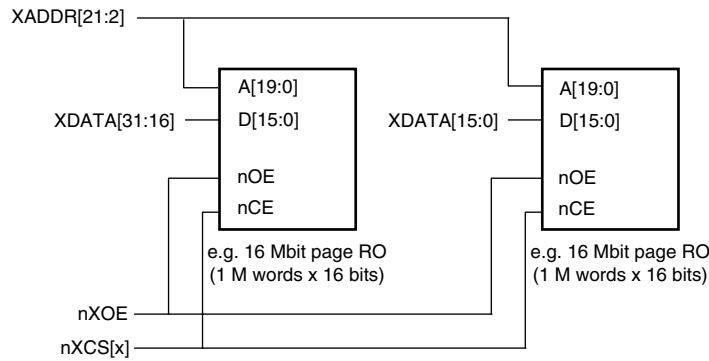 XADDR[21:2]
A[19:0]
XDATA[31:16]
D[15:0]
nOE
nCE
e.g. 16 Mbit page RO
(1 M words x 16 bits)
A[19:0]
XDATA[15:0]
D[15:0]
nOE
nCE
e.g. 16 Mbit page RO
(1 M words x 16 bits)
nXOE
nXCS[x]